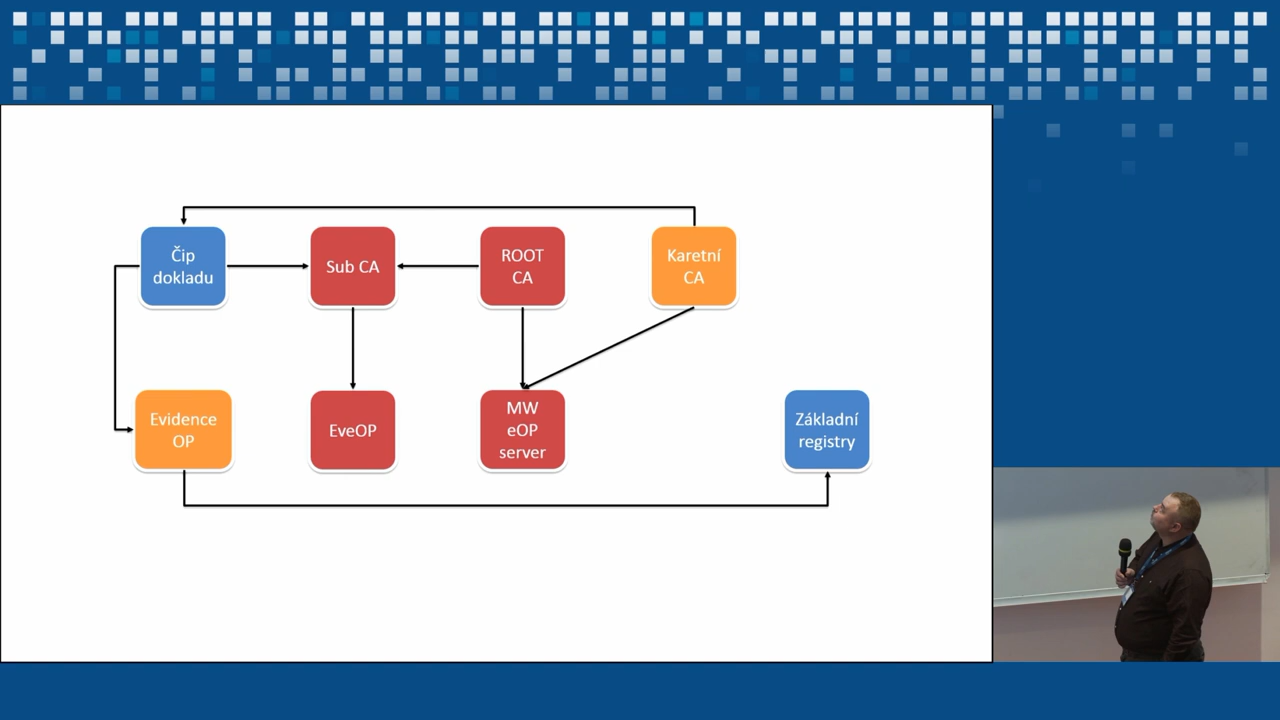 Čip
dokladu
Sub CA
ROOT
CA
Karetní
CA
Evidence
OP
EveOP
MW
eOP
server
Základní
registry